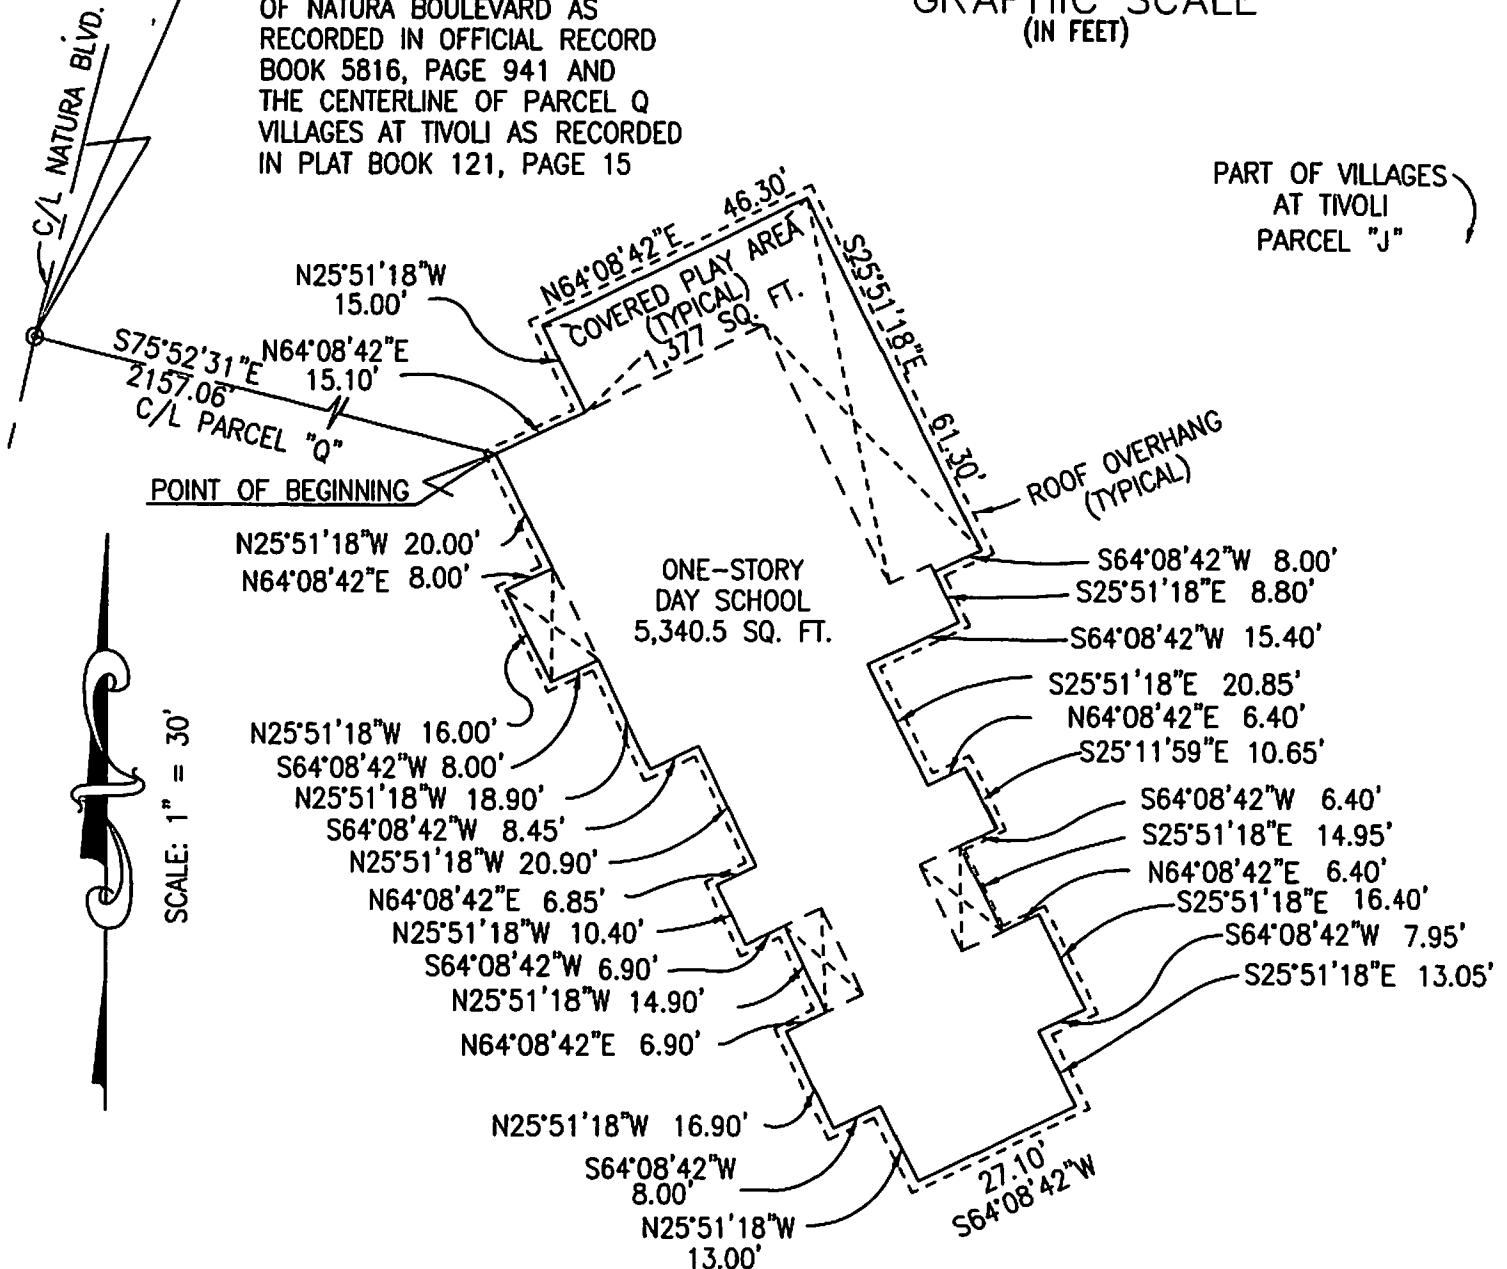 OF NATURA BOULEVARD AS
RECORDED IN OFFICIAL RECORD
BOOK 5816, PAGE 941 AND
THE CENTERLINE OF PARCEL Q
VILLAGES AT TIVOLI AS RECORDED
IN PLAT BOOK 121, PAGE 15
GRAPHIC SCALE
(IN FEET)
C/L NATURA BLVD.
PART OF VILLAGES
AT TIVOLI
PARCEL "J"
N25°51'18"W
15.00'
N64°08'42"E 46.30'
COVERED PLAY AREA
(TYPICAL)
1,377 SQ. FT.
S25°51'18"E 61.30'
S75°52'31"E
2157.06'
C/L PARCEL "Q"
N64°08'42"E
15.10'
POINT OF BEGINNING
ROOF OVERHANG
(TYPICAL)
N25°51'18"W 20.00'
N64°08'42"E 8.00'
ONE-STORY
DAY SCHOOL
5,340.5 SQ. FT.
S64°08'42"W 8.00'
S25°51'18"E 8.80'
S64°08'42"W 15.40'
S25°51'18"E 20.85'
N64°08'42"E 6.40'
S25°11'59"E 10.65'
S64°08'42"W 6.40'
S25°51'18"E 14.95'
N64°08'42"E 6.40'
S25°51'18"E 16.40'
S64°08'42"W 7.95'
S25°51'18"E 13.05'
SCALE: 1" = 30'
N25°51'18"W 16.00'
S64°08'42"W 8.00'
N25°51'18"W 18.90'
S64°08'42"W 8.45'
N25°51'18"W 20.90'
N64°08'42"E 6.85'
N25°51'18"W 10.40'
S64°08'42"W 6.90'
N25°51'18"W 14.90'
N64°08'42"E 6.90'
N25°51'18"W 16.90'
S64°08'42"W
8.00'
N25°51'18"W
13.00'
27.10'
S64°08'42"W